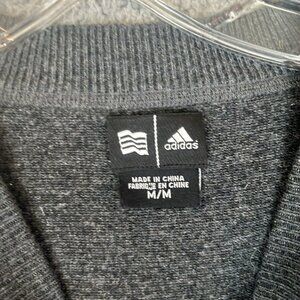 adidas
MADE IN CHINA
FABRIQUÉ EN CHINE
M/M